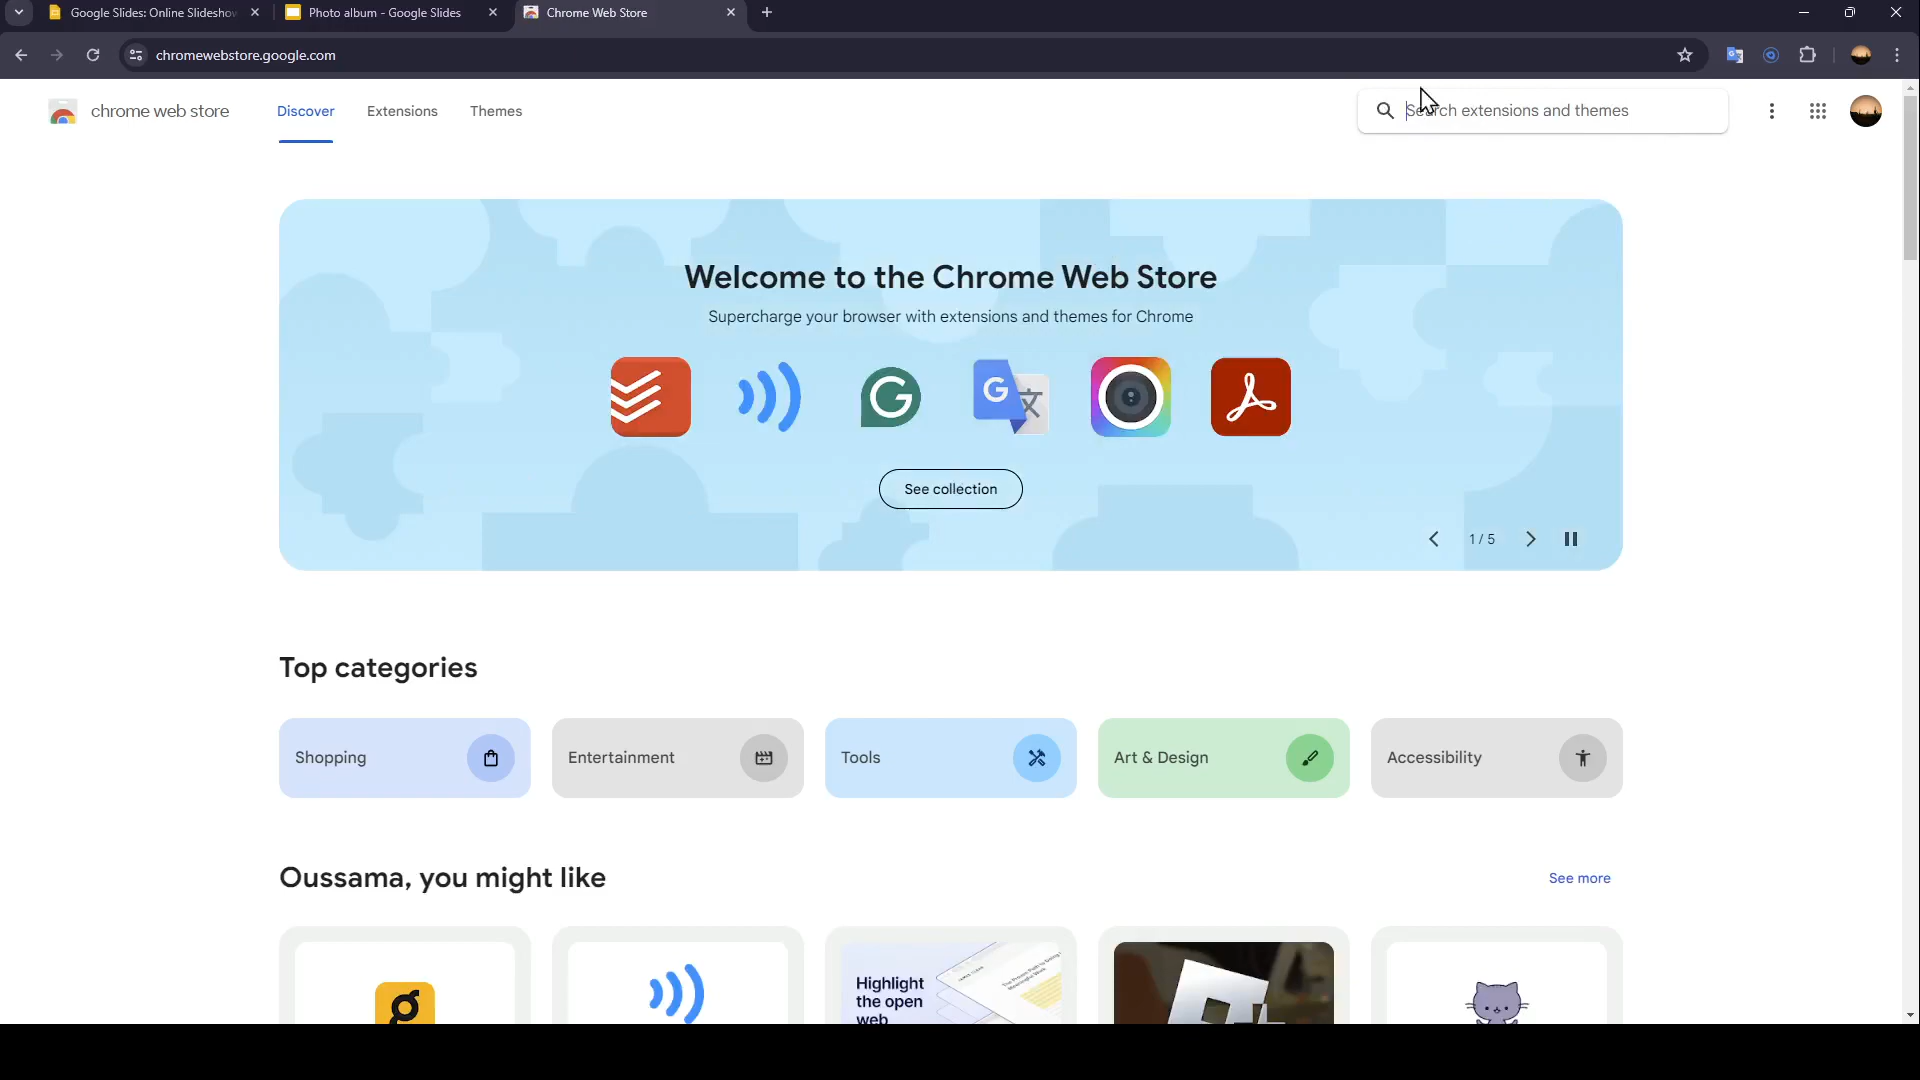 Google Slides: Online Slideshow
Photo album - Google Slides
Chrome Web Store
chromewebstore.google.com
chrome web store
Discover
Extensions
Themes
Search extensions and themes
Welcome to the Chrome Web Store
Supercharge your browser with extensions and themes for Chrome
See collection
1 / 5
Top categories
Shopping
Entertainment
Tools
Art & Design
Accessibility
Oussama, you might like
See more
Highlight
the open
web